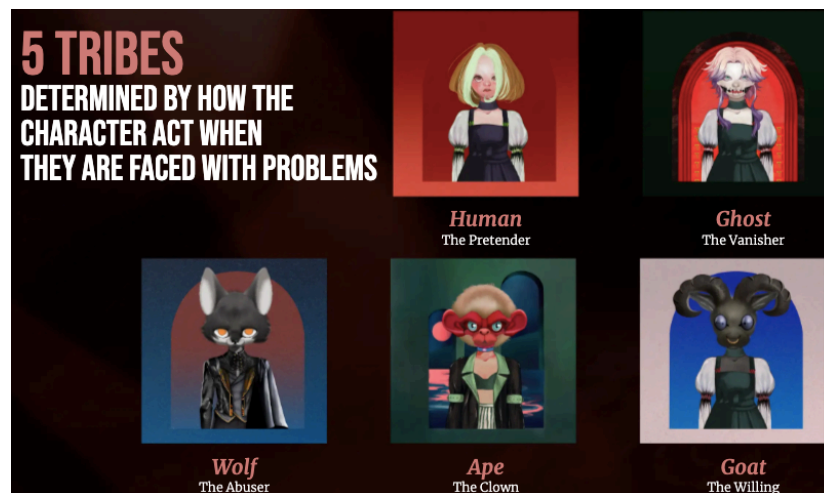 5 TRIBES
DETERMINED BY HOW THE
CHARACTER ACT WHEN
THEY ARE FACED WITH PROBLEMS
Human
The Pretender
Ghost
The Vanisher
Wolf
The Abuser
Ape
The Clown
Goat
The Willing